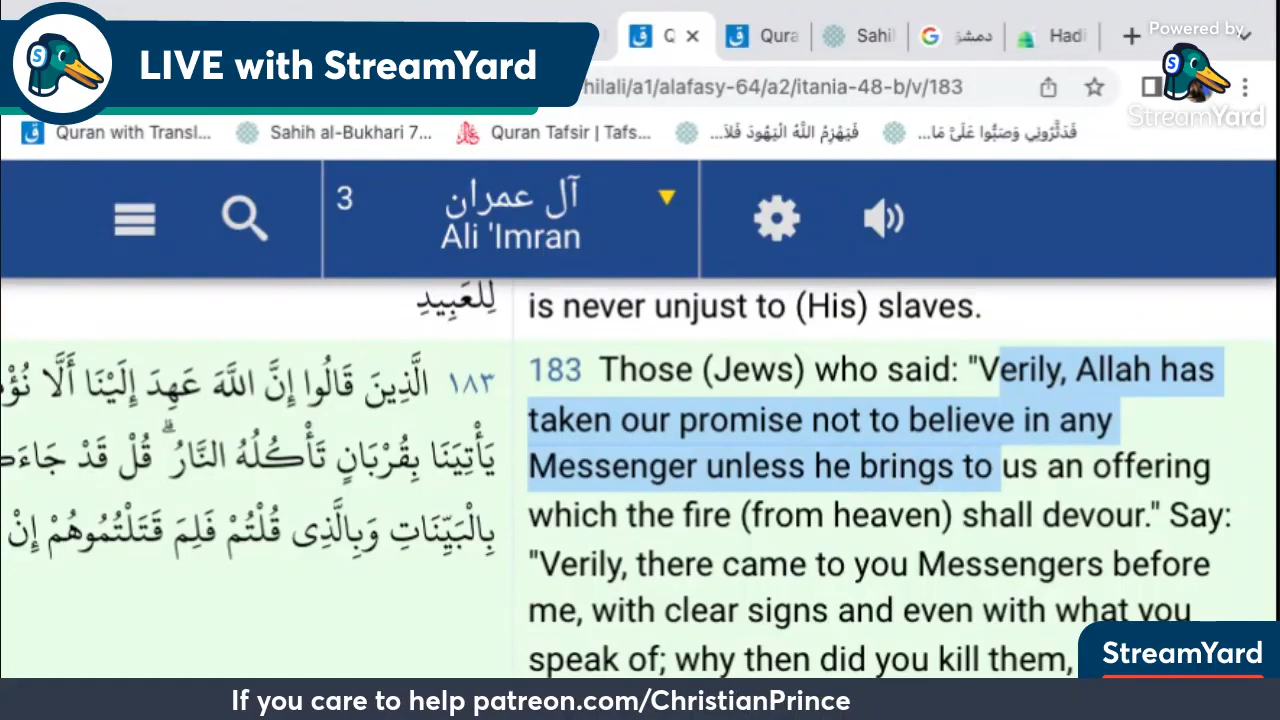 LIVE with StreamYard
Q
Qura
Sahil
دمشق
Hadi
Powered by
StreamYard
hilali/a1/alafasy-64/a2/itania-48-b/v/183
Quran with Transl...
Sahih al-Bukhari 7...
Quran Tafsir | Tafs...
فَيَهْزِمُ اللَّهُ الْيَهُودَ فَلاَ...
فَدَثِّرُونِي وَصَبُّوا عَلَىَّ مَا...
3
آل عمران
Ali 'Imran
لِلْعَبِيدِ
is never unjust to (His) slaves.
١٨٣ الَّذِينَ قَالُوا إِنَّ اللَّهَ عَهِدَ إِلَيْنَا أَلَّا
يَأْتِيَنَا بِقُرْبَانٍ تَأْكُلُهُ النَّارُ ۗ قُلْ قَدْ
بِالْبَيِّنَاتِ وَبِالَّذِى قُلْتُمْ فَلِمَ قَتَلْتُمُوهُمْ إِنْ
183 Those (Jews) who said: "Verily, Allah has
taken our promise not to believe in any
Messenger unless he brings to us an offering
which the fire (from heaven) shall devour." Say:
"Verily, there came to you Messengers before
me, with clear signs and even with what you
speak of; why then did you kill them,
StreamYard
If you care to help patreon.com/ChristianPrince